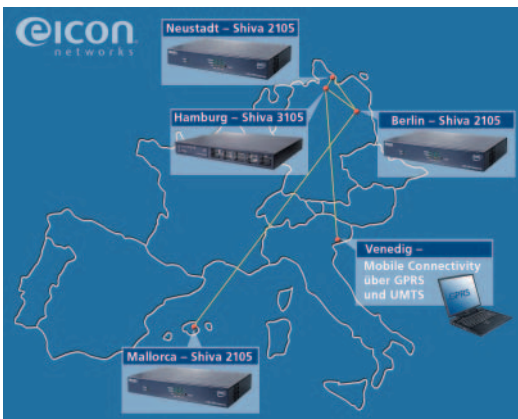 eicon
networks
Neustadt – Shiva 2105
Hamburg – Shiva 3105
Berlin – Shiva 2105
Venedig –
Mobile Connectivity
über GPRS
und UMTS
GPRS
Mallorca – Shiva 2105